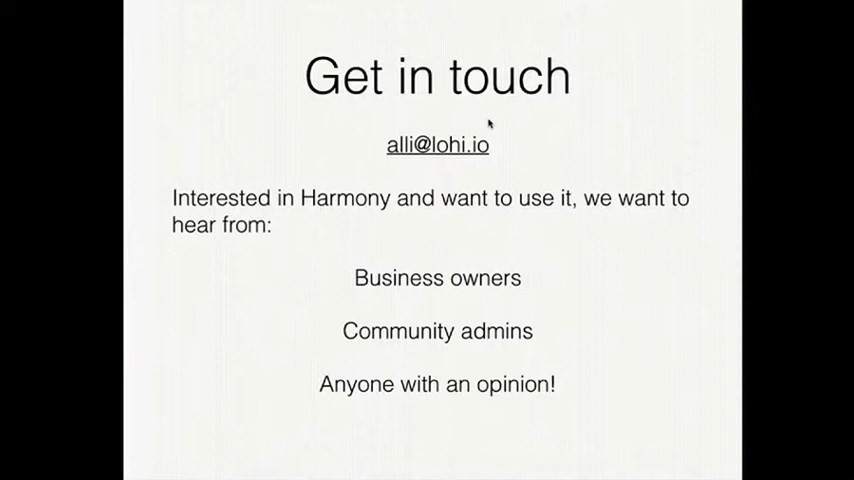 Get in touch
alli@lohi.io
Interested in Harmony and want to use it, we want to
hear from:
Business owners
Community admins
Anyone with an opinion!